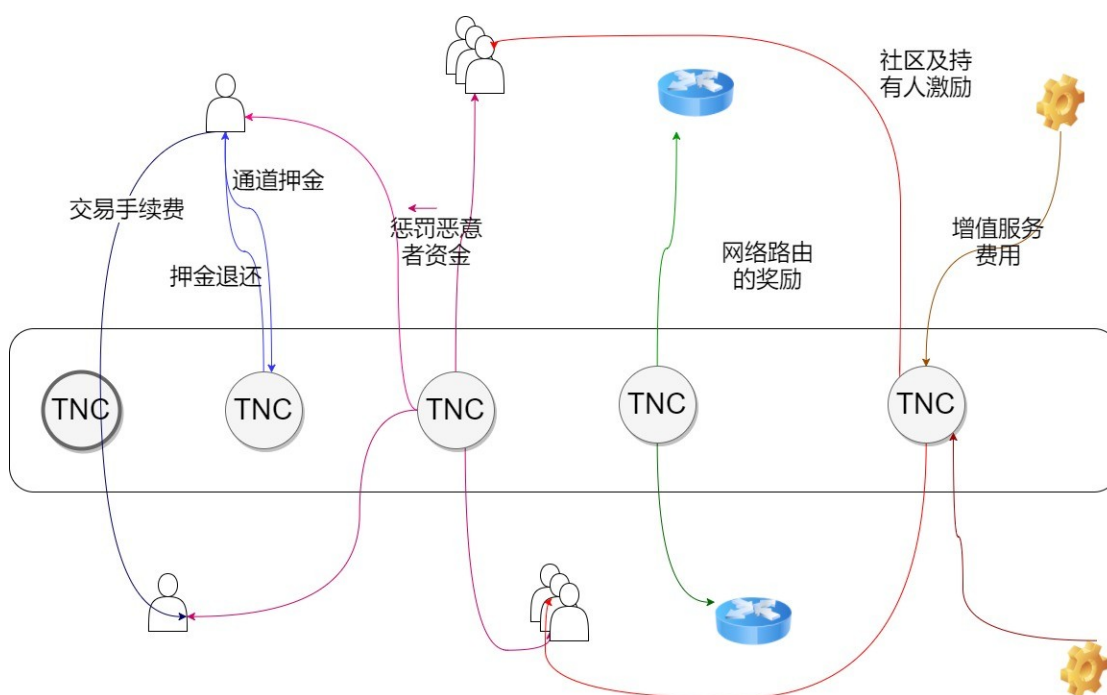 社区及持
有人激励
通道押金
交易手续费
惩罚恶意
者资金
增值服务
费用
网络路由
的奖励
押金退还
TNC
TNC
TNC
TNC
TNC